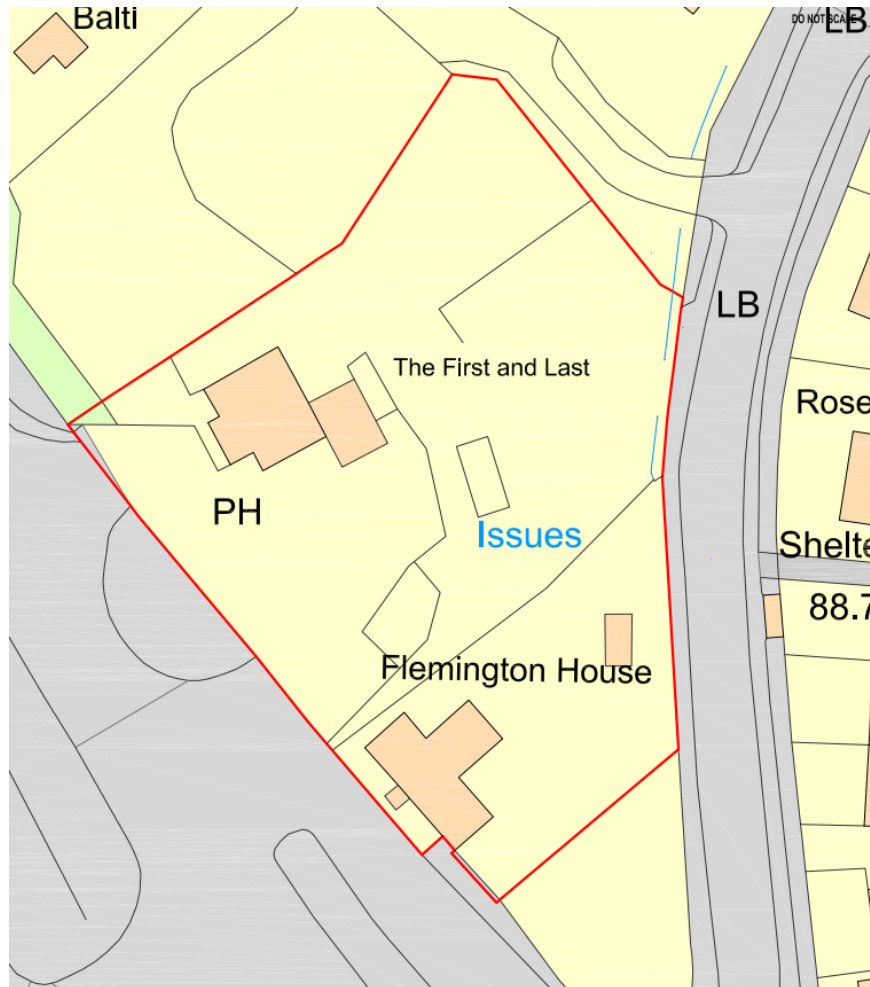 Balti
DO NOT SCALE
LB
LB
The First and Last
Rose
PH
Issues
Shelte
88.7
Flemington House